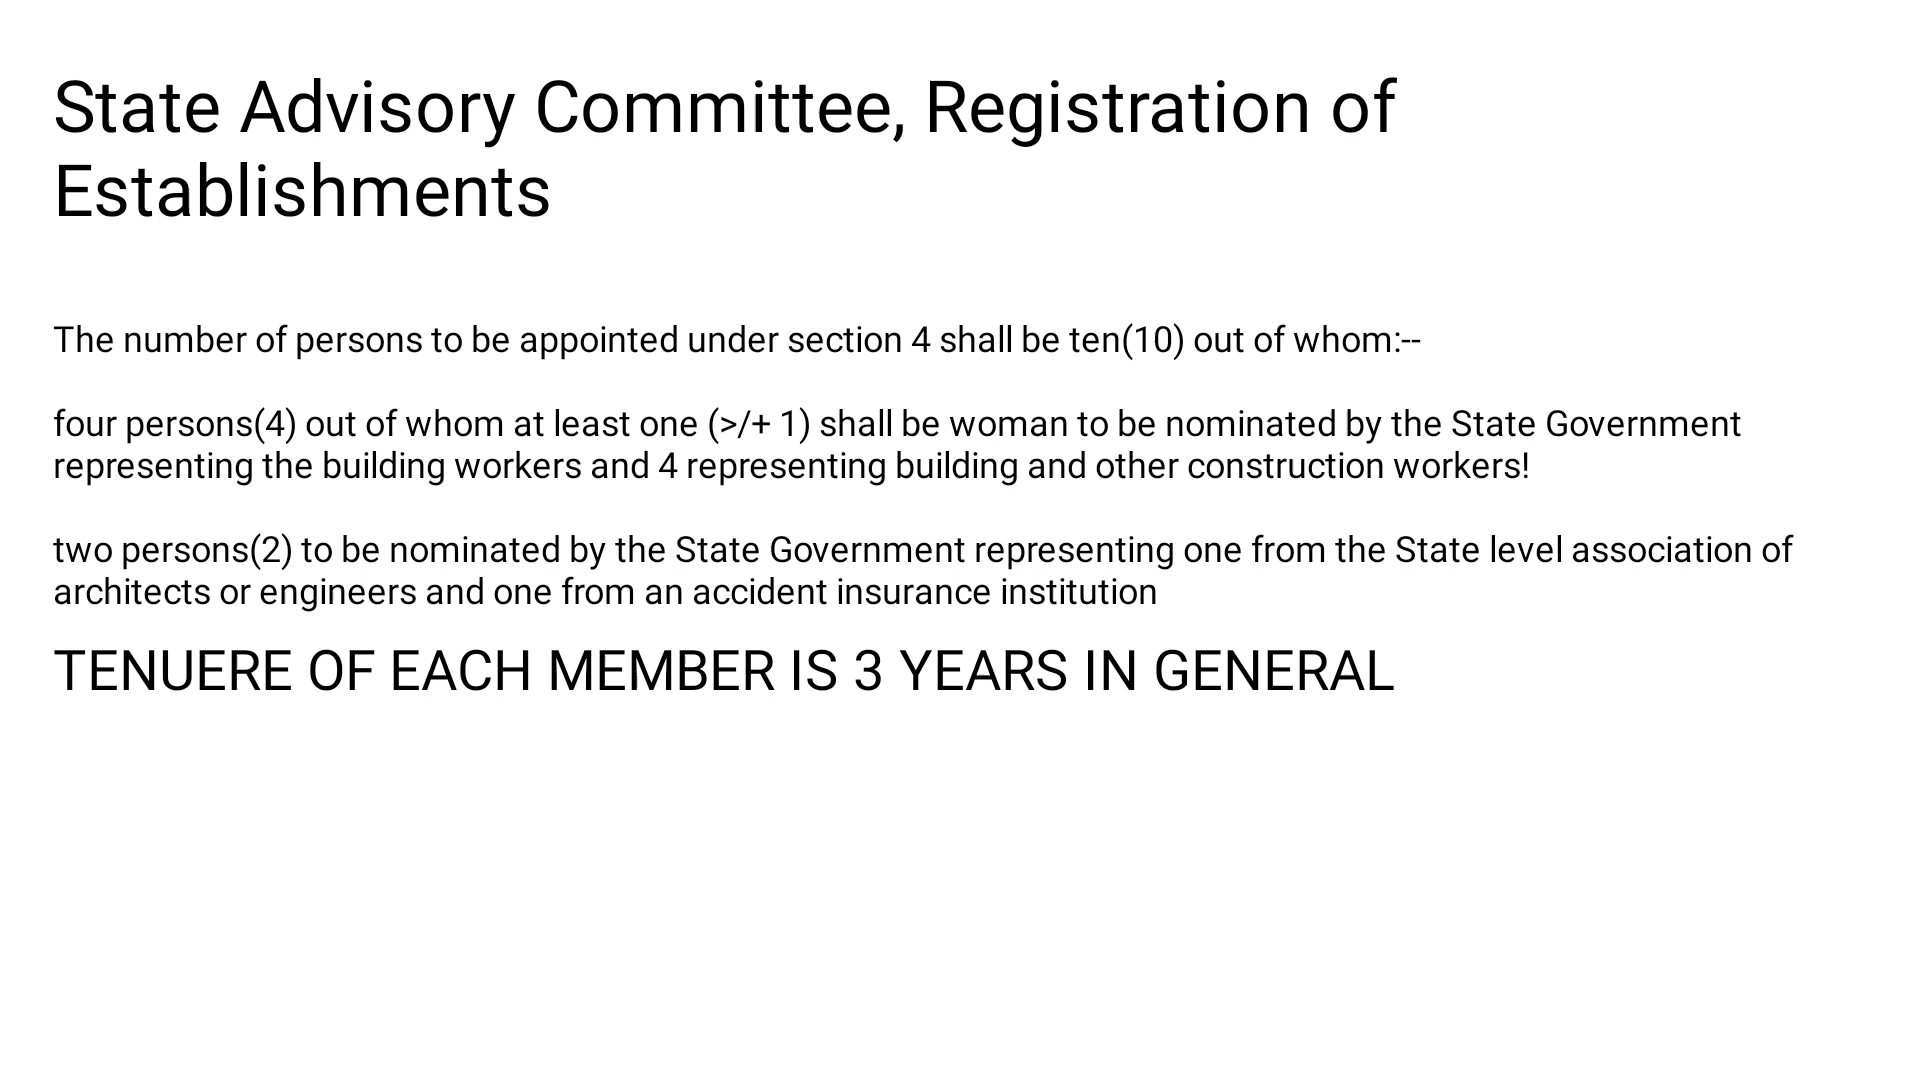 State Advisory Committee, Registration of
Establishments
The number of persons to be appointed under section 4 shall be ten(10) out of whom:--
four persons(4) out of whom at least one (>/+ 1) shall be woman to be nominated by the State Government
representing the building workers and 4 representing building and other construction workers!
two persons(2) to be nominated by the State Government representing one from the State level association of
architects or engineers and one from an accident insurance institution
TENUERE OF EACH MEMBER IS 3 YEARS IN GENERAL